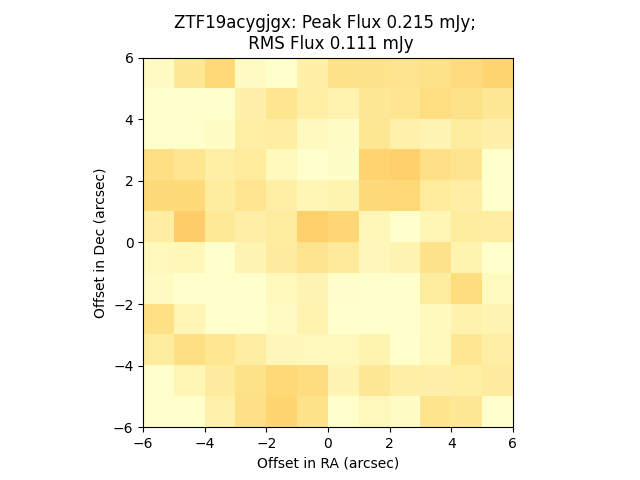 ZTF19acygjgx: Peak Flux 0.215 mJy;
RMS Flux 0.111 mJy
6
4
2
0
−2
−4
−6
Offset in Dec (arcsec)
−6 −4 −2 0 2 4 6
Offset in RA (arcsec)